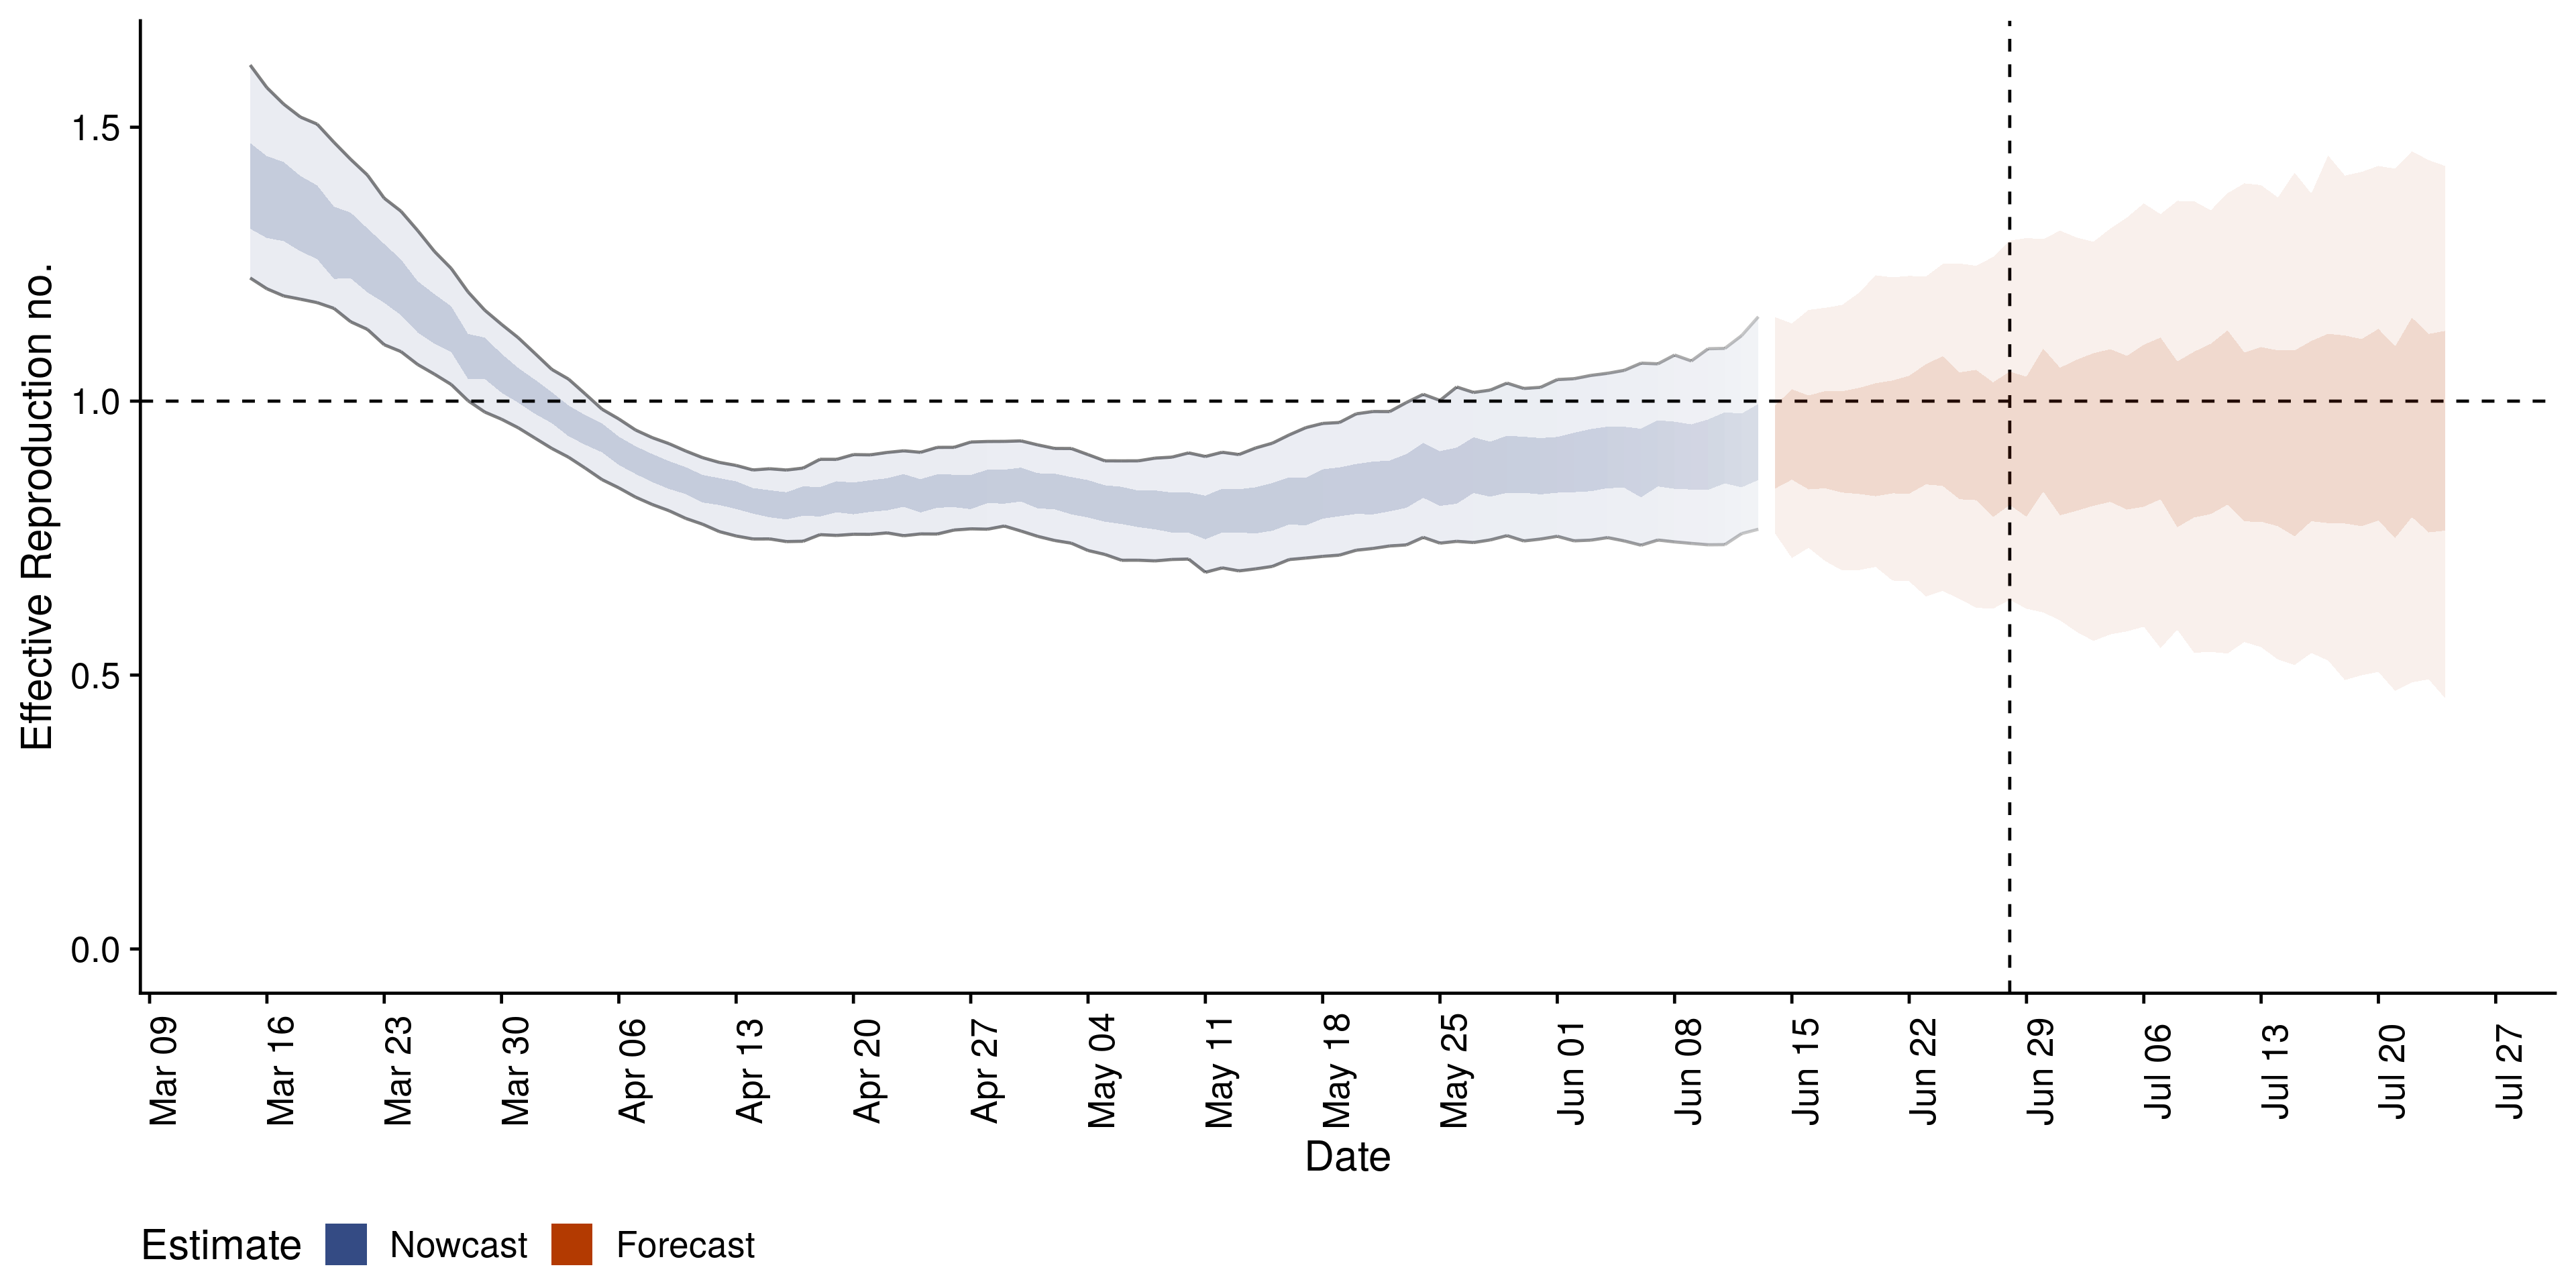 Effective Reproduction no.
1.5
1.0
0.5
0.0
Mar 09
Mar 16
Mar 23
Mar 30
Apr 06
Apr 13
Apr 20
Apr 27
May 04
May 11
May 18
May 25
Jun 01
Jun 08
Jun 15
Jun 22
Jun 29
Jul 06
Jul 13
Jul 20
Jul 27
Date
Estimate Nowcast Forecast